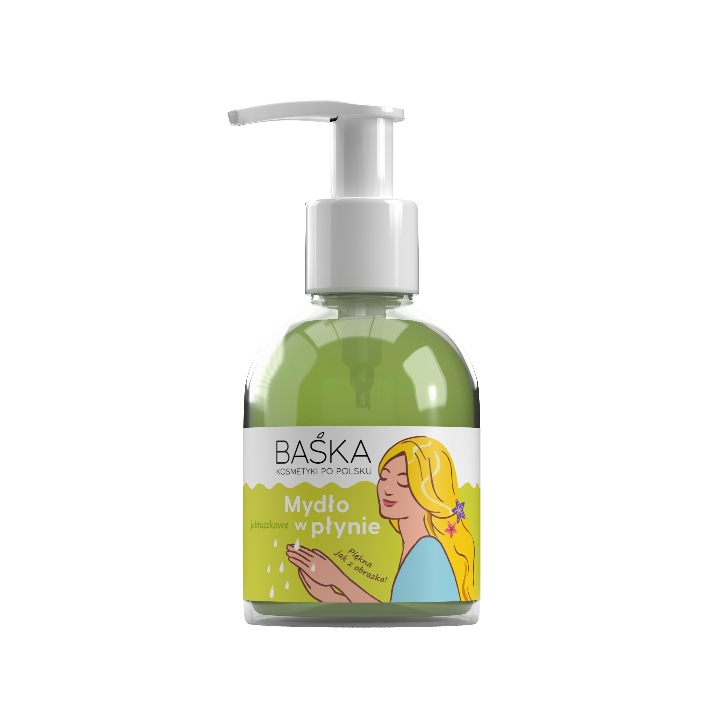 BAŚKA
KOSMETYKI PO POLSKU
Mydło
jabłuszkowe w płynie
Piękna
jak z obrazka!